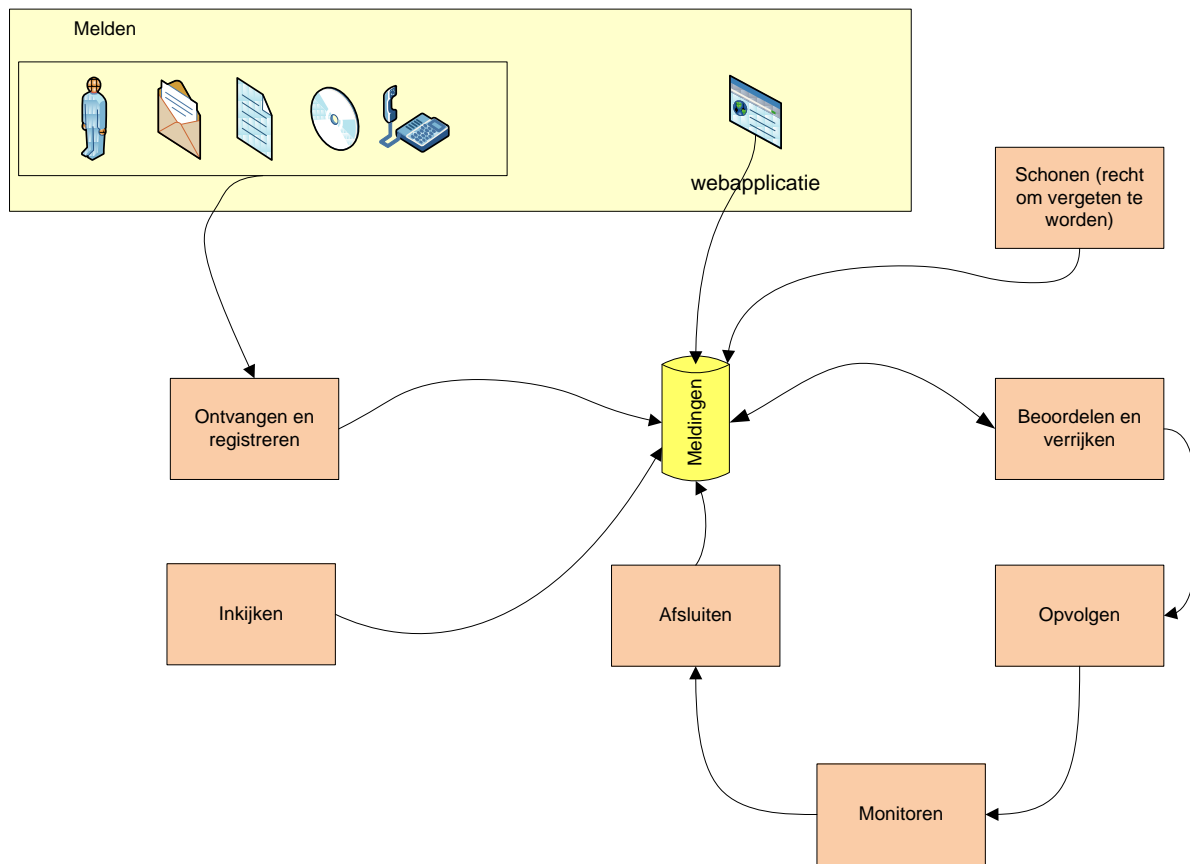 Melden
webapplicatie
Schonen (recht
om vergeten te
worden)
Ontvangen en
registreren
Meldingen
Beoordelen en
verrijken
Inkijken
Afsluiten
Opvolgen
Monitoren